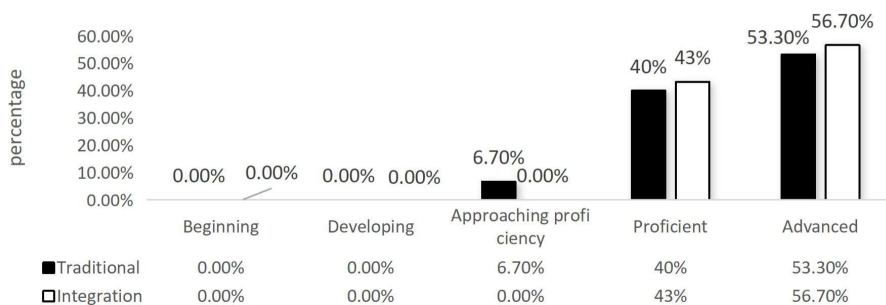 56.70%
60.00%
53.30%
50.00%
40% 43%
40.00%
30.00%
20.00%
6.70%
10.00%
0.00% 0.00% 0.00% 0.00% 0.00%
0.00%
percentage
Beginning Developing Approaching profi Proficient Advanced
ciency
Traditional 0.00% 0.00% 6.70% 40% 53.30%
Integration 0.00% 0.00% 0.00% 43% 56.70%